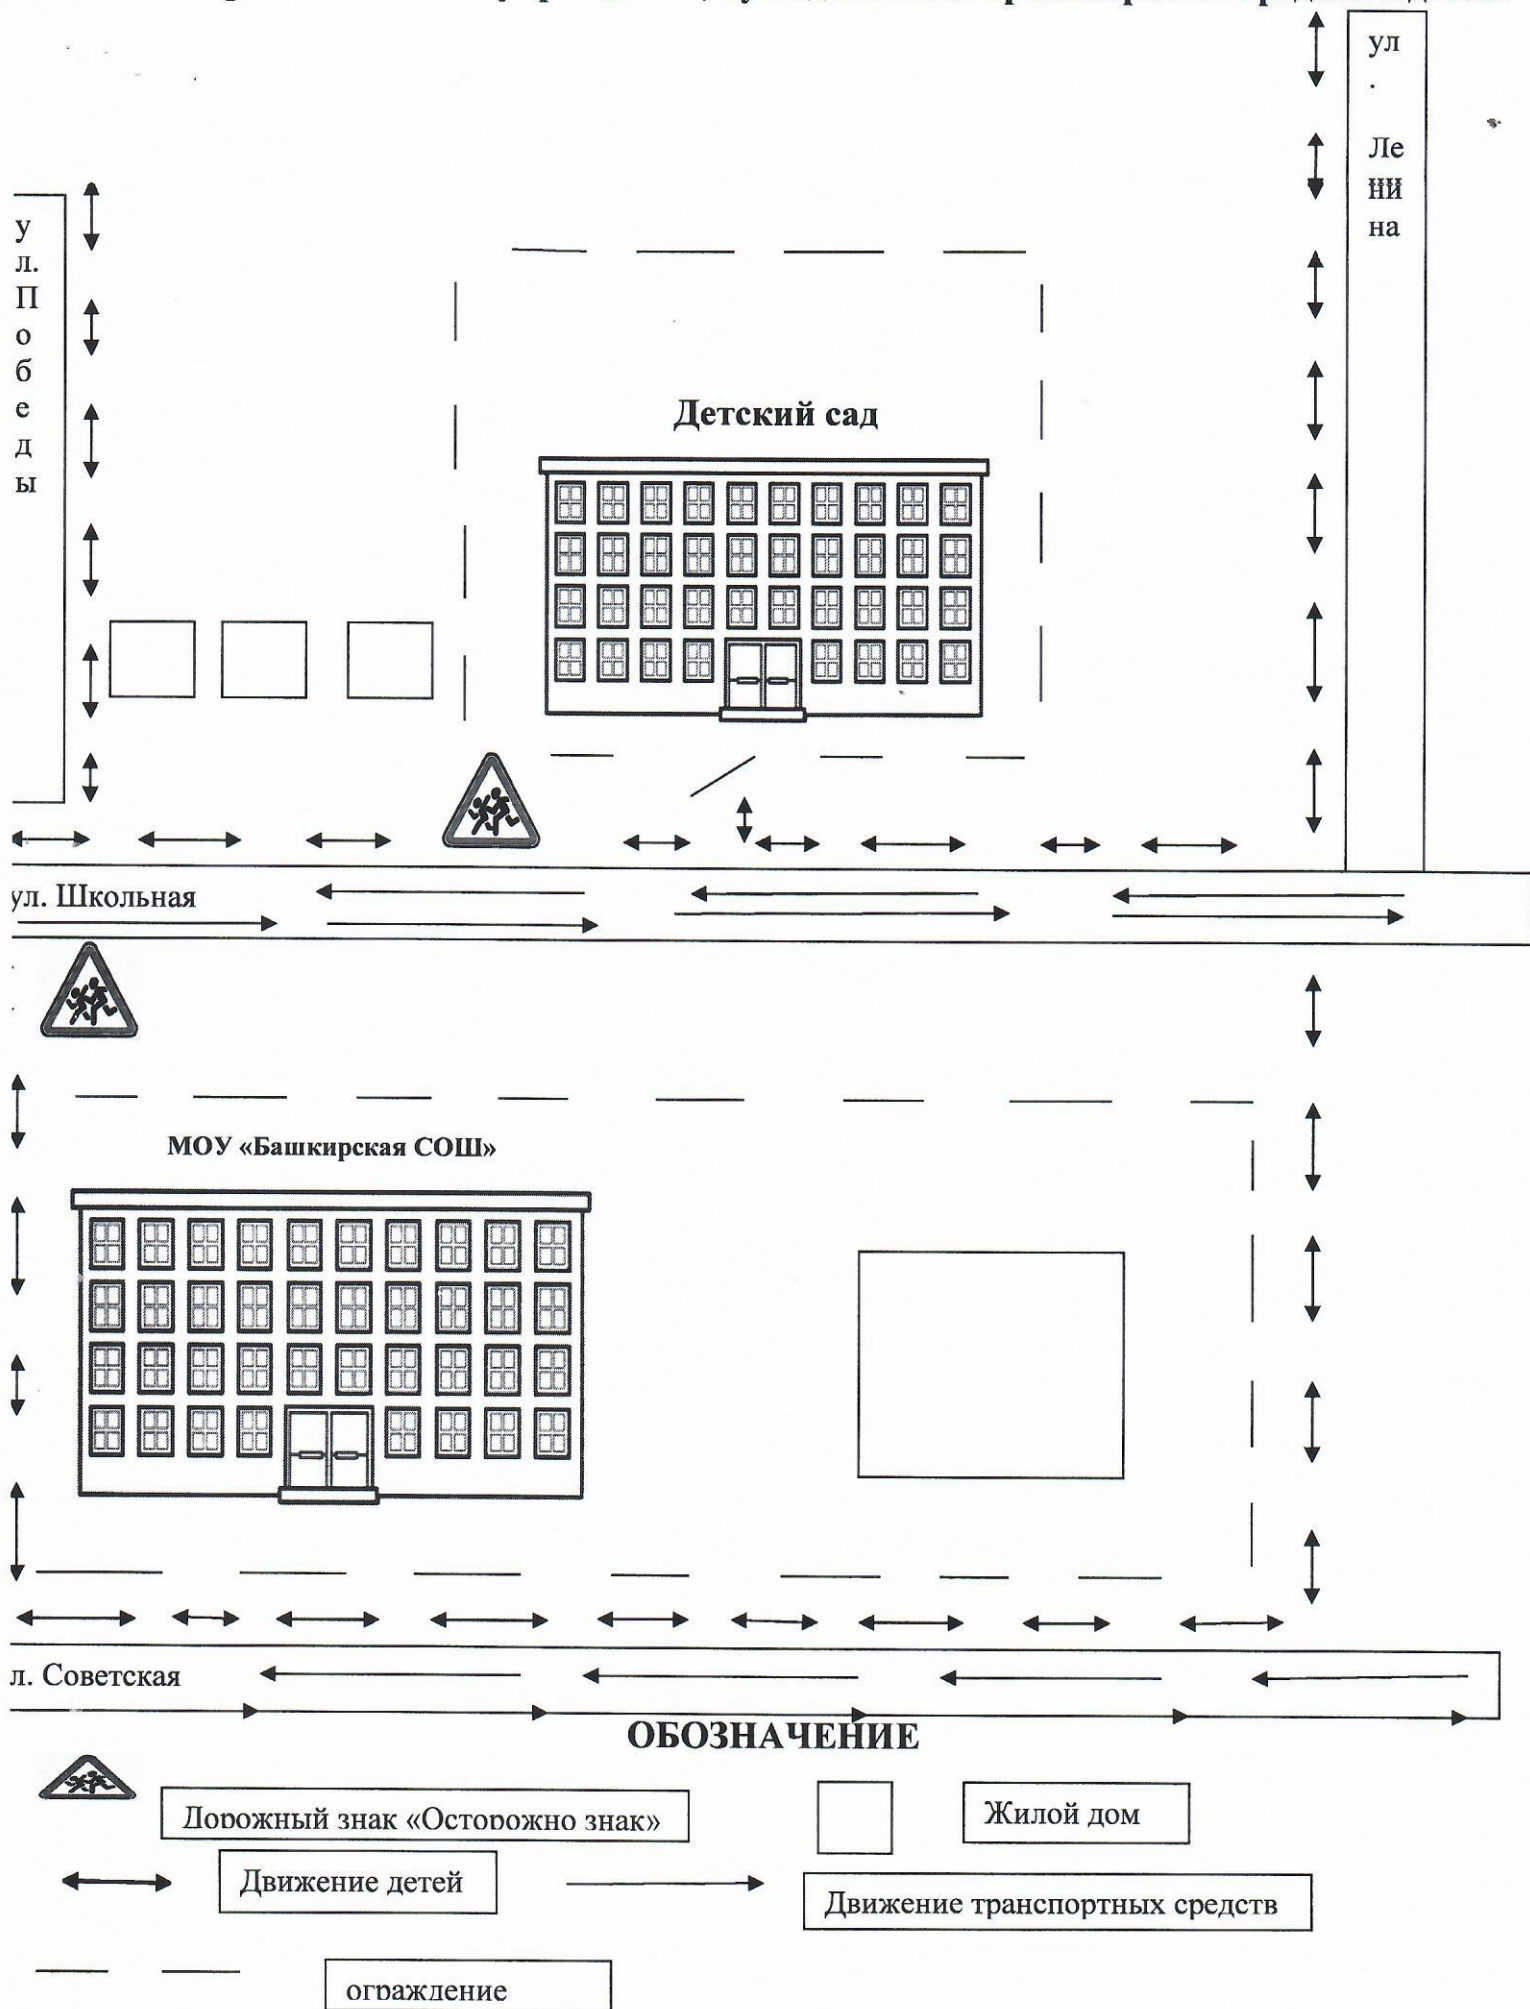 ул
.
Ле
ни
на
у
л.
П
о
б
е
д
ы
Детский сад
ул. Школьная
МОУ «Башкирская СОШ»
л. Советская
ОБОЗНАЧЕНИЕ
Дорожный знак «Осторожно знак»
Жилой дом
Движение детей
Движение транспортных средств
ограждение